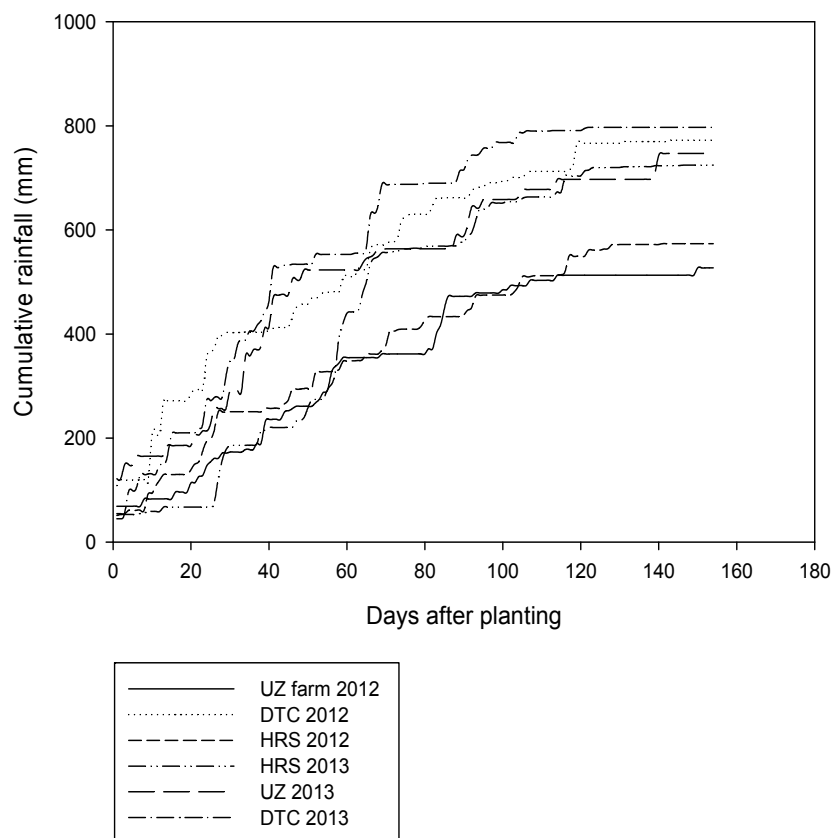 Cumulative rainfall (mm)
1000
800
600
400
200
0
0 20 40 60 80 100 120 140 160 180
Days after planting
UZ farm 2012
DTC 2012
HRS 2012
HRS 2013
UZ 2013
DTC 2013